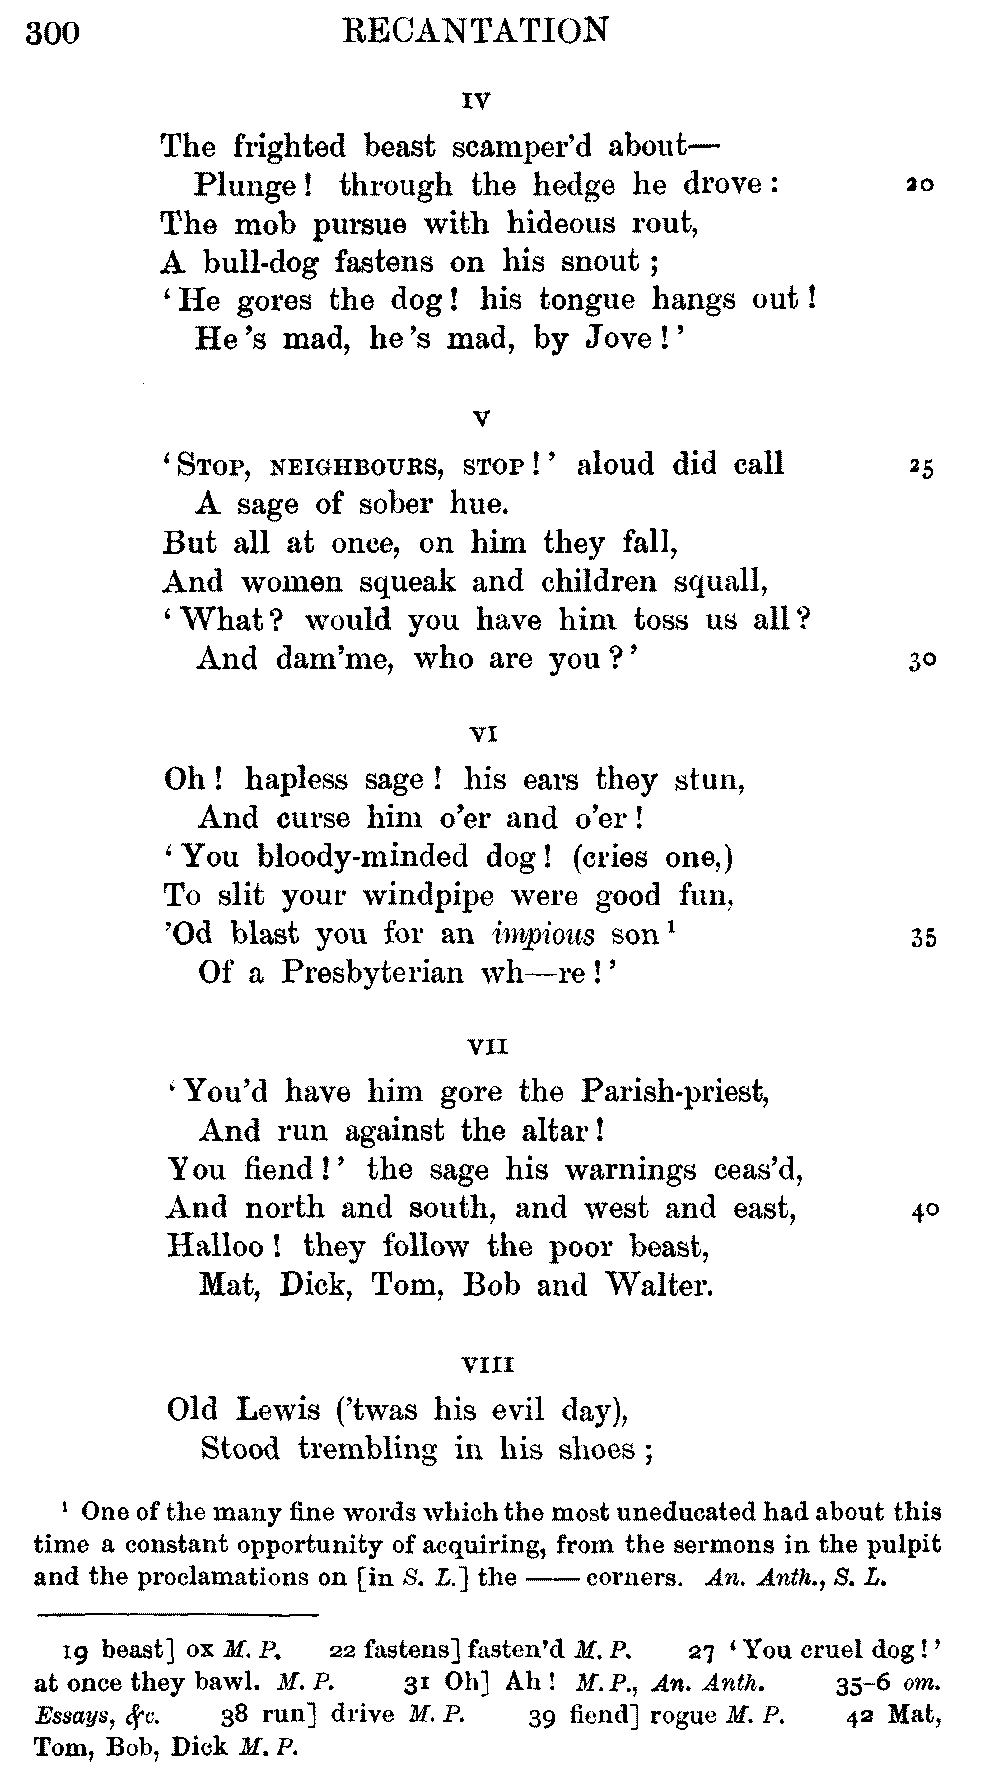 300 RECANTATION
IV
The frighted beast scamper'd about—
Plunge! through the hedge he drove: 20
The mob pursue with hideous rout,
A bull-dog fastens on his snout;
'He gores the dog! his tongue hangs out!
He's mad, he's mad, by Jove!'
V
'STOP, NEIGHBOURS, STOP!' aloud did call 25
A sage of sober hue.
But all at once, on him they fall,
And women squeak and children squall,
'What? would you have him toss us all?
And dam'me, who are you?' 30
VI
Oh! hapless sage! his ears they stun,
And curse him o'er and o'er!
'You bloody-minded dog! (cries one,)
To slit your windpipe were good fun,
'Od blast you for an impious son¹ 35
Of a Presbyterian wh—re!'
VII
'You'd have him gore the Parish-priest,
And run against the altar!
You fiend!' the sage his warnings ceas'd,
And north and south, and west and east, 40
Halloo! they follow the poor beast,
Mat, Dick, Tom, Bob and Walter.
VIII
Old Lewis ('twas his evil day),
Stood trembling in his shoes;
¹ One of the many fine words which the most uneducated had about this
time a constant opportunity of acquiring, from the sermons in the pulpit
and the proclamations on [in S. L.] the —— corners. An. Anth., S. L.
19 beast] ox M. P. 22 fastens] fasten'd M. P. 27 'You cruel dog!'
at once they bawl. M. P. 31 Oh] Ah! M. P., An. Anth. 35-6 om.
Essays, &c. 38 run] drive M. P. 39 fiend] rogue M. P. 42 Mat,
Tom, Bob, Dick M. P.